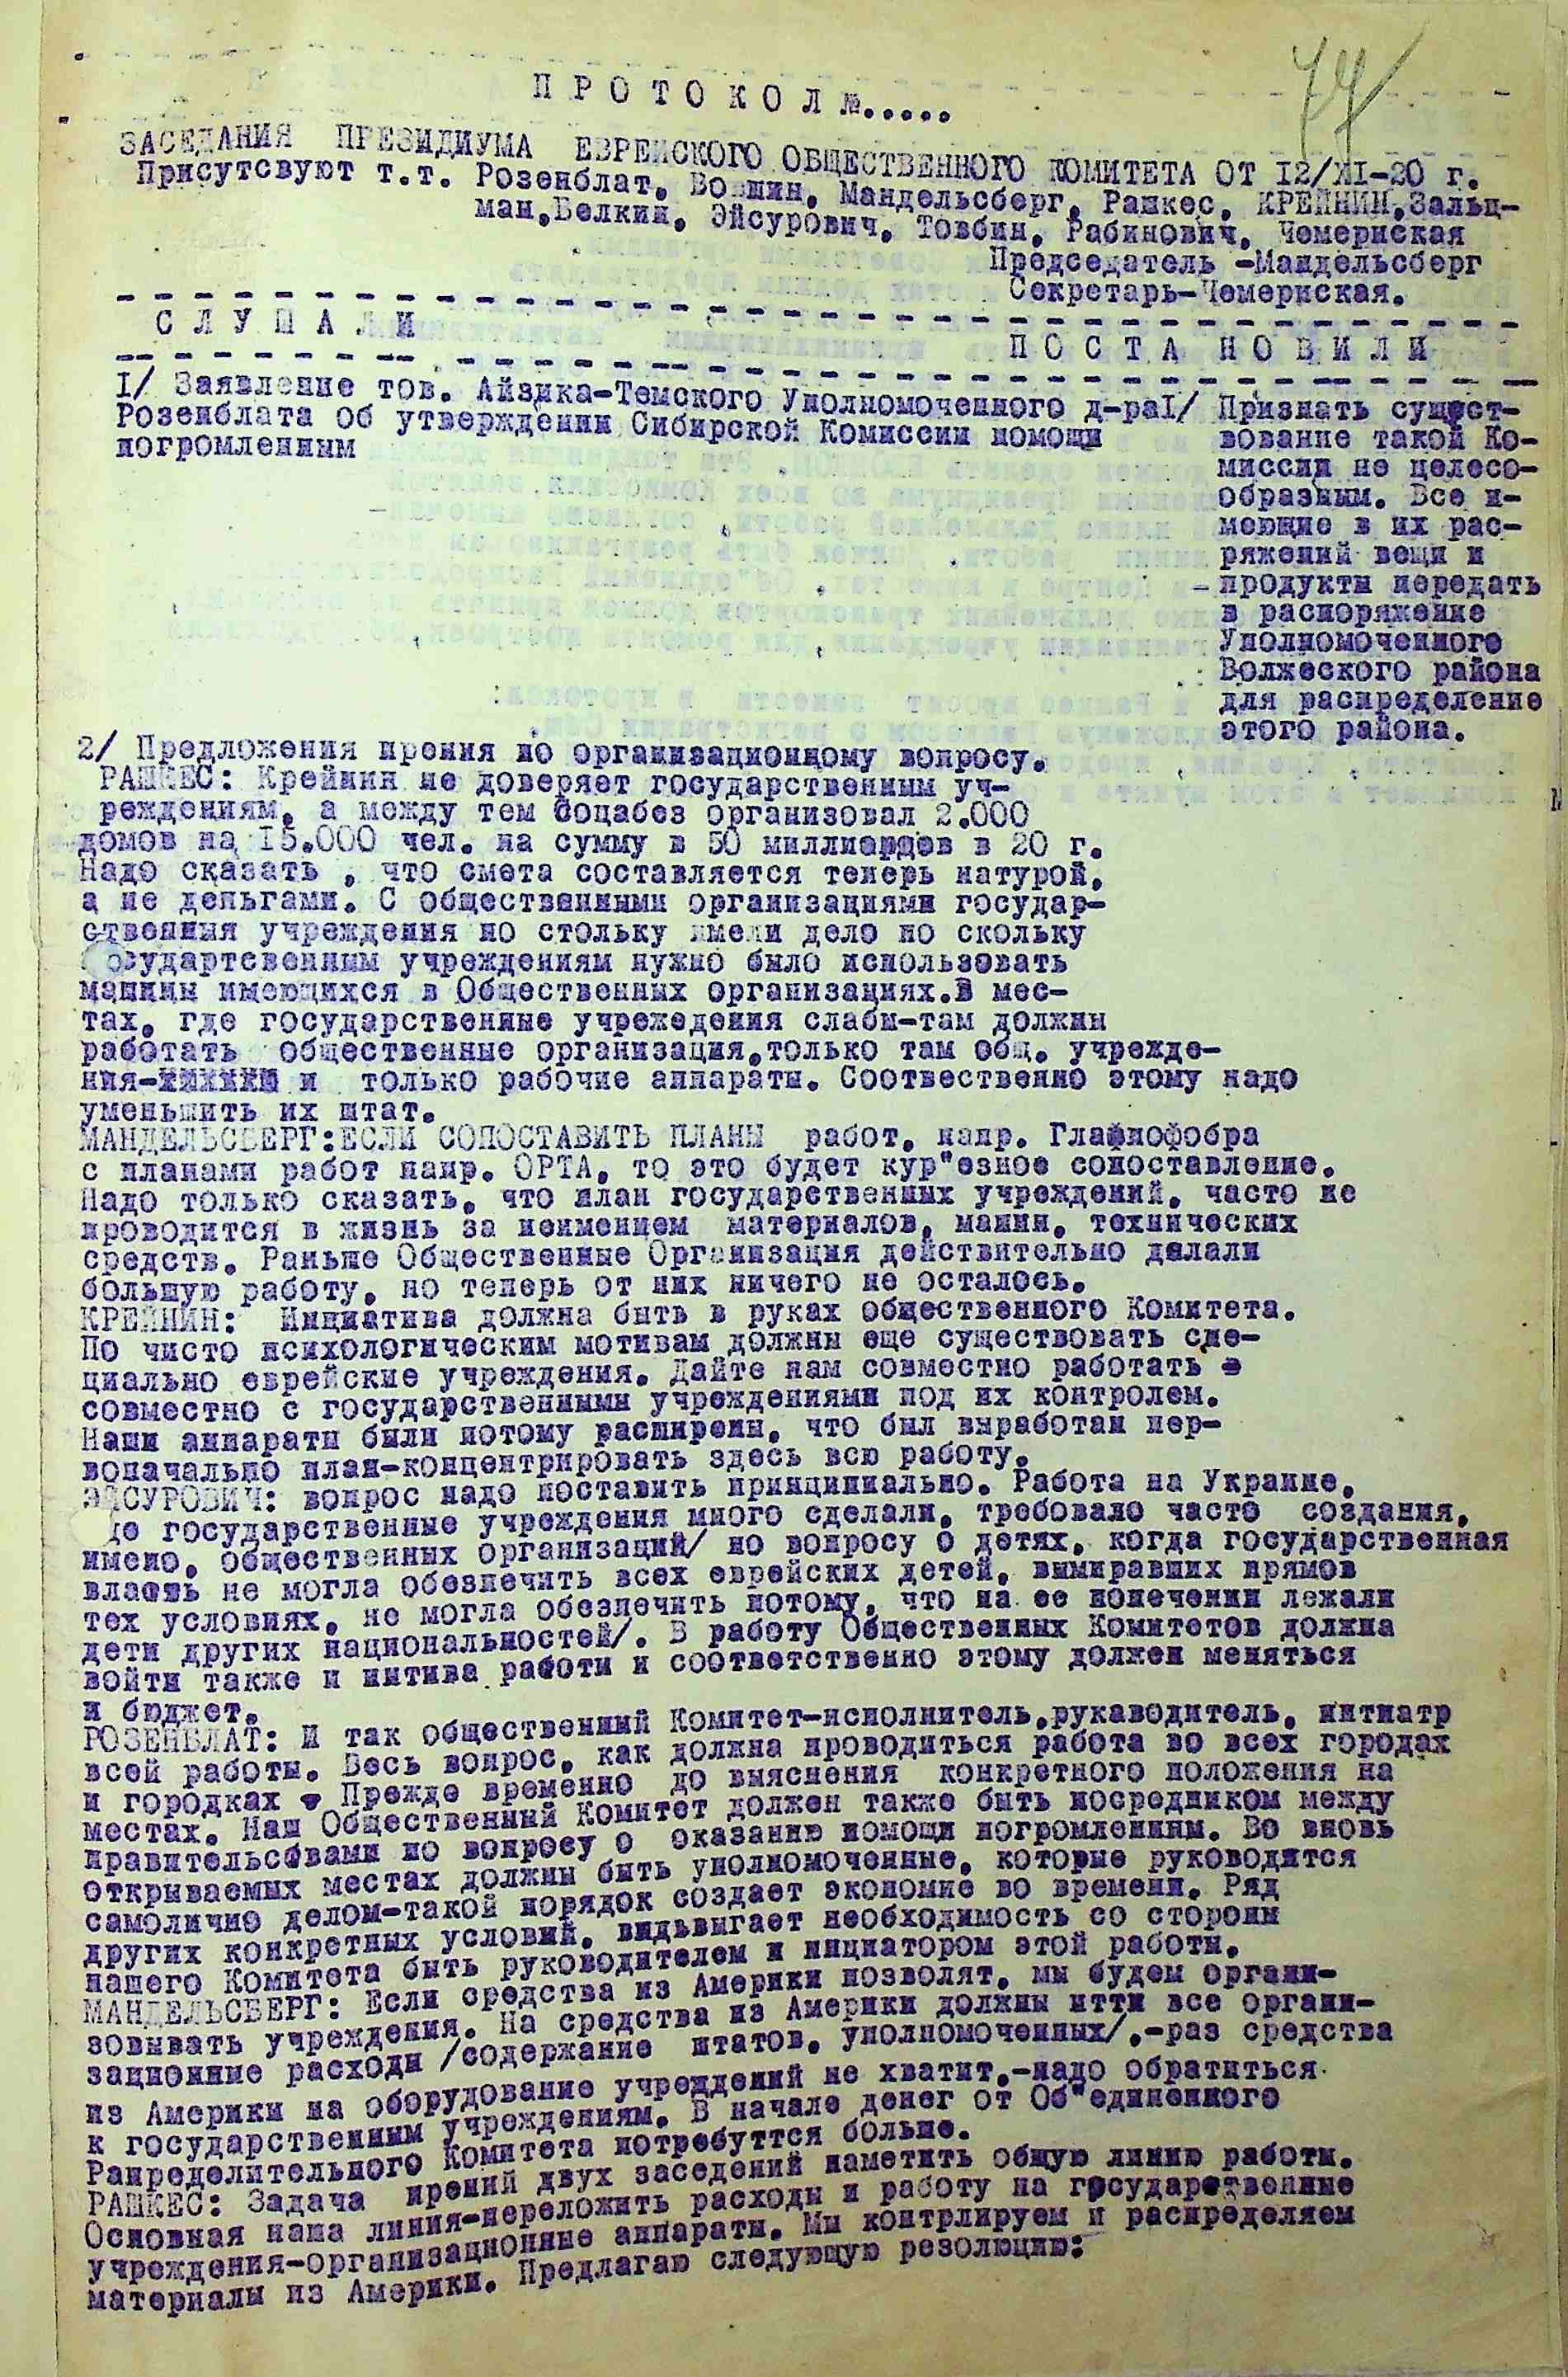 74
П Р О Т О К О Л №.....
ЗАСЕДАНИЯ ПРЕЗИДИУМА ЕВРЕЙСКОГО ОБЩЕСТВЕННОГО КОМИТЕТА ОТ 12/XI-20 г.
Присутсвуют т.т. Розенблат, Вовшин, Мандельсберг, Рашкес, КРЕЙНИН, Зальц-
ман, Белкин, Эйсурович, Товбин, Рабинович, Чемеринская
Председатель -Мандельсберг
Секретарь-Чемеринская.
С Л У Ш А Л И
П О С Т А Н О В И Л И
1/ Заявление тов. Айзика-Томского Уполномоченного д-ра
Розенблата об утверждении Сибирской Комиссии помощи
погромленным
1/ Признать сущест-
вование такой Ко-
миссии не целесо-
образным. Все и-
меющие в их рас-
ряжений вещи и
продукты передать
в распоряжение
Уполномоченного
Волжеского района
для распределение
этого района.
2/ Предложения прения по организационному вопросу.
РАШКЕС: Крейнин не доверяет государственным уч-
реждениям, а между тем Соцабез организовал 2.000
домов на 15.000 чел. на сумму в 50 миллиардов в 20 г.
Надо сказать , что смета составляется теперь натурой,
а не деньгами. С общественными организациями государ-
ственныя учреждения по стольку имели дело по скольку
государтсвенным учреждениям нужно было использовать
машины имеющихся в Общественных организациях.В мес-
тах, где государственные учрежедения слабы-там должны
работать общественные организация,только там общ. учрежде-
ния- и только рабочие аппараты. Соотвественно этому надо
уменьшить их штат.
МАНДЕЛЬСБЕРГ:ЕСЛИ СОПОСТАВИТЬ ПЛАНЫ работ, напр. Главпрофобра
с планами работ напр. ОРТА, то это будет кур"езное сопоставление.
Надо только сказать, что план государственных учреждений, часто не
проводится в жизнь за неимением материалов, машин, технических
средств. Раньше Общественные Организация действительно делали
большую работу, но теперь от них ничего не осталось.
КРЕЙНИН: Инициатива должна быть в руках общественного Комитета.
По чисто психологическим мотивам должны еще существовать спе-
циально еврейские учреждения. Дайте нам совместно работать в
совместно с государственными учреждениями под их контролем.
Наши аппараты были потому расширены, что был выработан пер-
воначально план-концентрировать здесь всю работу.
ЭЙСУРОВИЧ: вопрос надо поставить принципиально. Работа на Украине,
де государственные учреждения много сделали, требовало часто создания,
имено, общественных организаций/ по вопросу о детях, когда государственная
власть не могла обезпечить всех еврейских детей, вымиравших прямов
тех условиях, не могла обезпечить потому, что на ее попечении лежали
дети других национальностей/. В работу Общественных Комитетов должна
войти также и интива работы и соответственно этому должен меняться
и бюджет.
РОЗЕНБЛАТ: И так общественный Комитет-исполнитель,рукаводитель, интиатр
всей работы. Весь вопрос, как должна проводиться работа во всех городах
и городках Прежде временно до выяснения конкретного положения на
местах. Наш Общественный Комитет должен также быть посредником между
правительсвами по вопросу о оказанию помощи погромленным. Во вновь
открываемых местах должны быть уполномоченные, которые руководятся
самолично делом-такой порядок создает экономие во времени. Ряд
других конкретных условий, выдывигает необходимость со стороны
нашего Комитета быть руководителем и инициатором этой работы.
МАНДЕЛЬСБЕРГ: Если средства из Америки позволят, мы будем органи-
зовывать учреждения. На средства из Америки должны итти все органи-
зационные расходы /содержание штатов, уполномоченных/,-раз средства
из Америки на оборудование учреждений не хватит,-надо обратиться
к государственным учреждениям. В начале денег от Об"единенного
Рапределительного Комитета потребуттся больше.
РАШКЕС: Задача прений двух заседений наметить общую линию работы.
Основная наша линия-переложить расходы и работу на государственные
учреждения-организационные аппараты. Мы контрлируем и распределяем
материалы из Америки. Предлагаю следующую резолюцию: